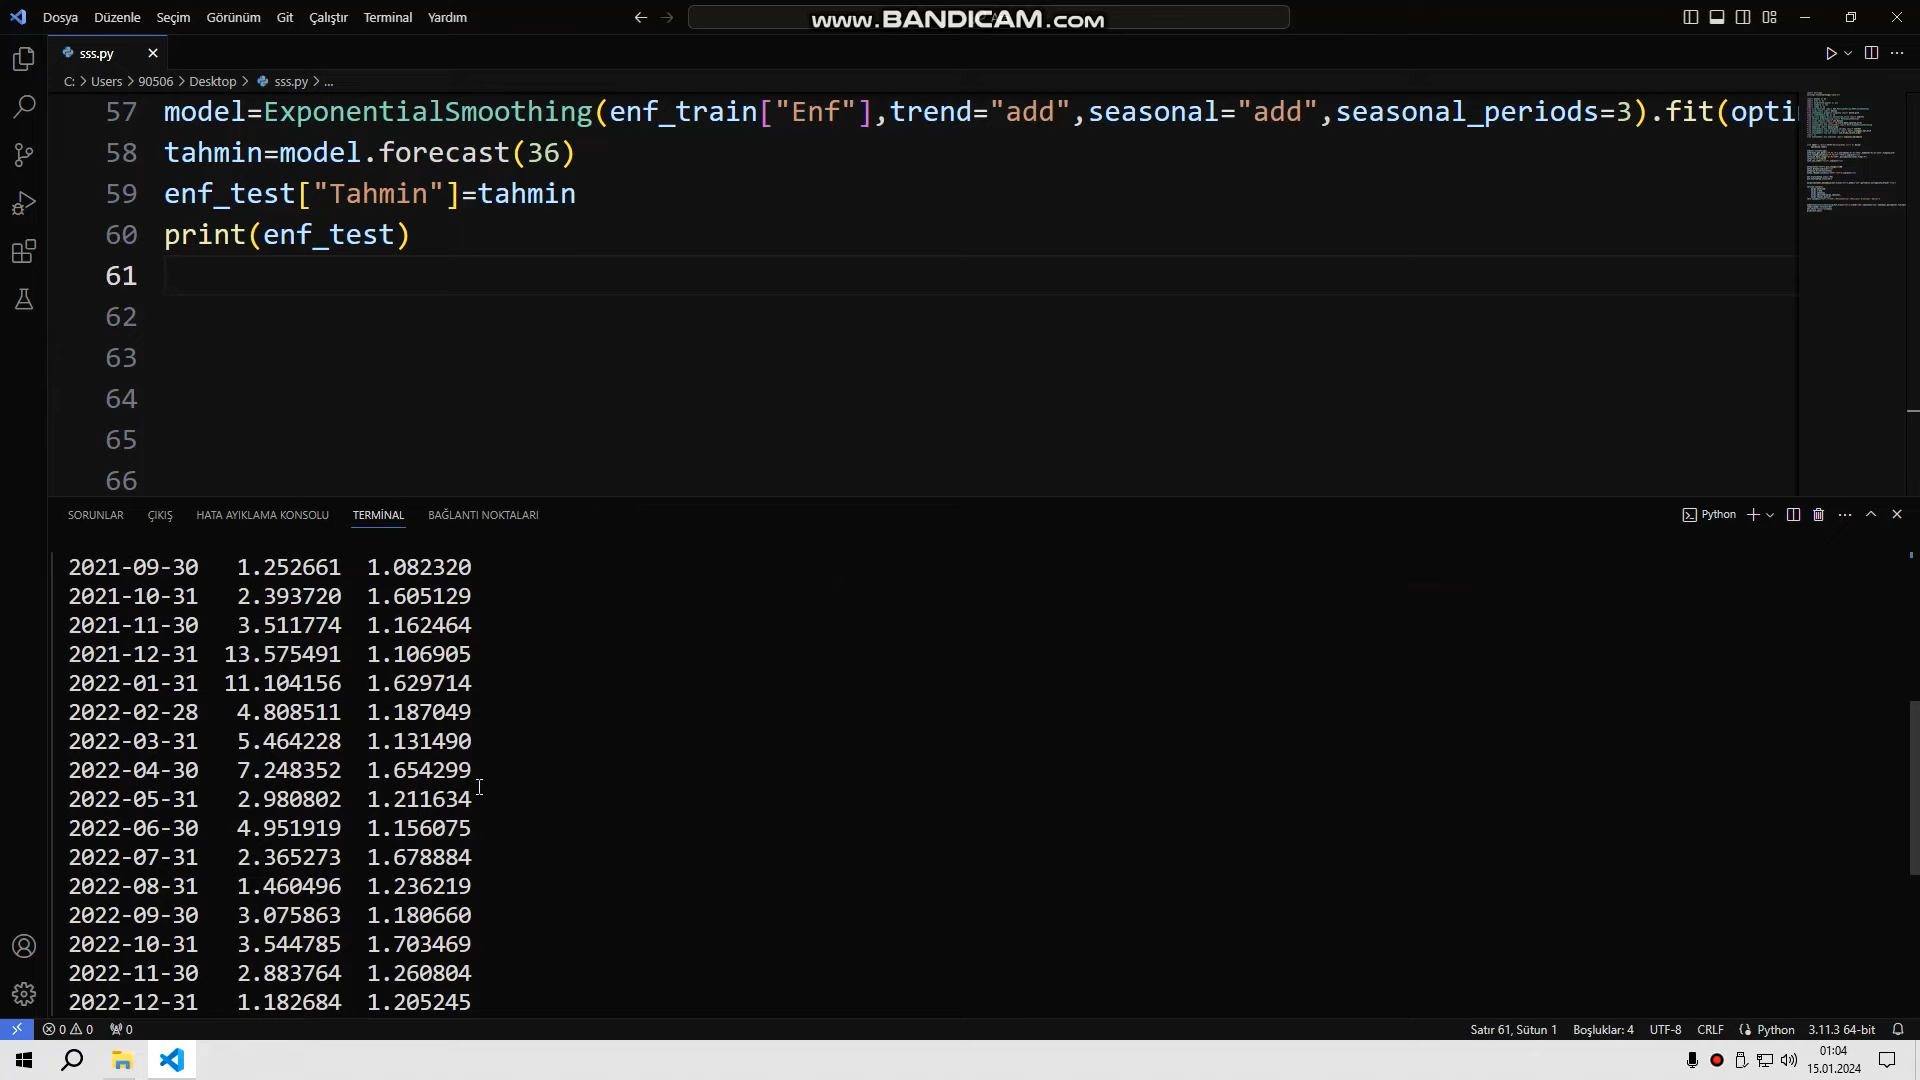 Dosya Düzenle Seçim Görünüm Git Çalıştır Terminal Yardım
www.BANDICAM.com
sss.py
C: > Users > 90506 > Desktop > sss.py > ...
57 model=ExponentialSmoothing(enf_train["Enf"],trend="add",seasonal="add",seasonal_periods=3).fit(opti
58 tahmin=model.forecast(36)
59 enf_test["Tahmin"]=tahmin
60 print(enf_test)
61
62
63
64
65
66
SORUNLAR ÇIKIŞ HATA AYIKLAMA KONSOLU TERMİNAL BAĞLANTI NOKTALARI
Python
2021-09-30 1.252661 1.082320
2021-10-31 2.393720 1.605129
2021-11-30 3.511774 1.162464
2021-12-31 13.575491 1.106905
2022-01-31 11.104156 1.629714
2022-02-28 4.808511 1.187049
2022-03-31 5.464228 1.131490
2022-04-30 7.248352 1.654299
2022-05-31 2.980802 1.211634
2022-06-30 4.951919 1.156075
2022-07-31 2.365273 1.678884
2022-08-31 1.460496 1.236219
2022-09-30 3.075863 1.180660
2022-10-31 3.544785 1.703469
2022-11-30 2.883764 1.260804
2022-12-31 1.182684 1.205245
0 0 0 Satır 61, Sütun 1 Boşluklar: 4 UTF-8 CRLF Python 3.11.3 64-bit
01:04
15.01.2024